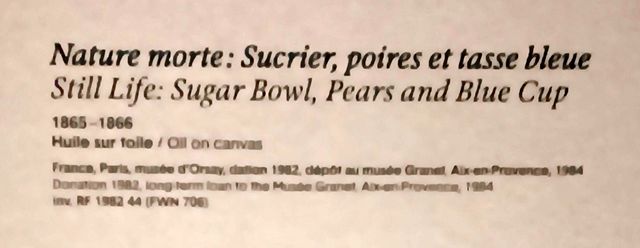 Nature morte : Sucrier, poires et tasse bleue
Still Life: Sugar Bowl, Pears and Blue Cup
1865-1866
Huile sur toile / Oil on canvas
France, Paris, musée d'Orsay, dation 1982, dépôt au musée Granet, Aix-en-Provence, 1984
Donation 1982, long-term loan to the Musée Granet, Aix-en-Provence, 1984
inv. RF 1982 44 (FWN 706)